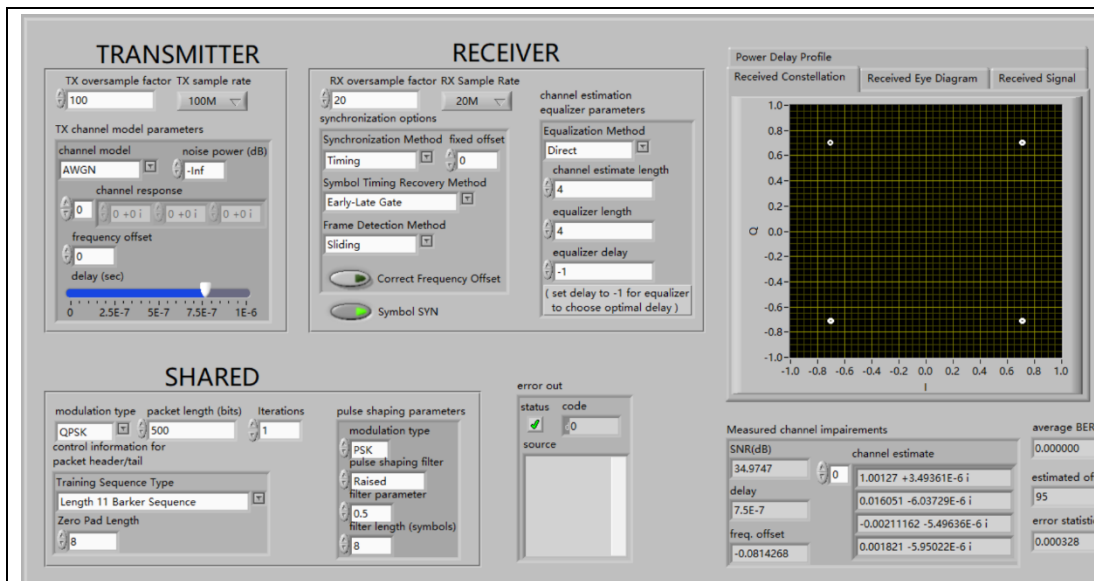 TRANSMITTER
TX oversample factor TX sample rate
100
100M
TX channel model parameters
channel model
noise power (dB)
AWGN
-Inf
channel response
0
0 +0 i
0 +0 i
0 +0 i
frequency offset
0
delay (sec)
0 2.5E-7 5E-7 7.5E-7 1E-6
RECEIVER
RX oversample factor RX Sample Rate
20
20M
synchronization options
Synchronization Method fixed offset
Timing
0
Symbol Timing Recovery Method
Early-Late Gate
Frame Detection Method
Sliding
Correct Frequency Offset
Symbol SYN
channel estimation
equalizer parameters
Equalization Method
Direct
channel estimate length
4
equalizer length
4
equalizer delay
-1
( set delay to -1 for equalizer
to choose optimal delay )
Power Delay Profile
Received Constellation
Received Eye Diagram
Received Signal
1.0
0.8
0.6
0.4
0.2
0.0
-0.2
-0.4
-0.6
-0.8
-1.0
Q
-1.0 -0.8 -0.6 -0.4 -0.2 0.0 0.2 0.4 0.6 0.8 1.0
I
SHARED
modulation type packet length (bits) Iterations
QPSK
500
1
control information for
packet header/tail
Training Sequence Type
Length 11 Barker Sequence
Zero Pad Length
8
pulse shaping parameters
modulation type
PSK
pulse shaping filter
Raised
filter parameter
0.5
filter length (symbols)
8
error out
status code
0
source
Measured channel impairements
SNR(dB)
34.9747
delay
7.5E-7
freq. offset
-0.0814268
channel estimate
0
1.00127 +3.49361E-6 i
0.016051 -6.03729E-6 i
-0.00211162 -5.49636E-6 i
0.001821 -5.95022E-6 i
average BER
0.000000
estimated of
95
error statistic
0.000328